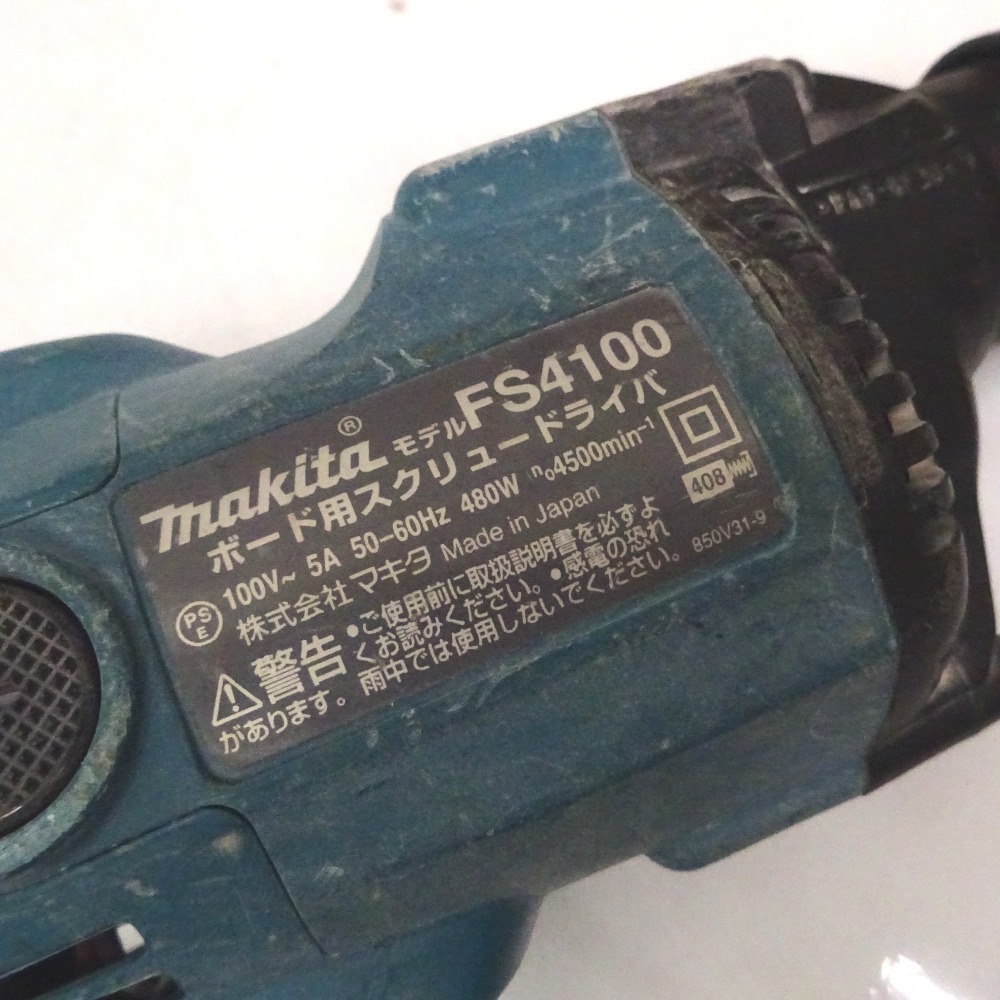 makita® モデルFS4100
ボード用スクリュードライバ
100V~ 5A 50-60Hz 480W n₀4500min⁻¹
PSE 株式会社マキタ Made in Japan
408
850V31-9
警告 •ご使用前に取扱説明書を必ずよ
くお読みください。•感電の恐れ
があります。雨中では使用しないでください。